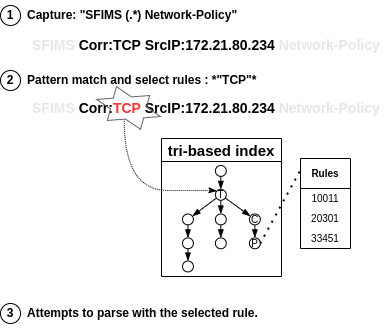 1 Capture: "SFIMS (.*) Network-Policy"
SFIMS Corr:TCP SrcIP:172.21.80.234 Network-Policy
2 Pattern match and select rules : *"TCP"*
SFIMS Corr:TCP SrcIP:172.21.80.234 Network-Policy
tri-based index
T
C
P
Rules
10011
20301
33451
3 Attempts to parse with the selected rule.